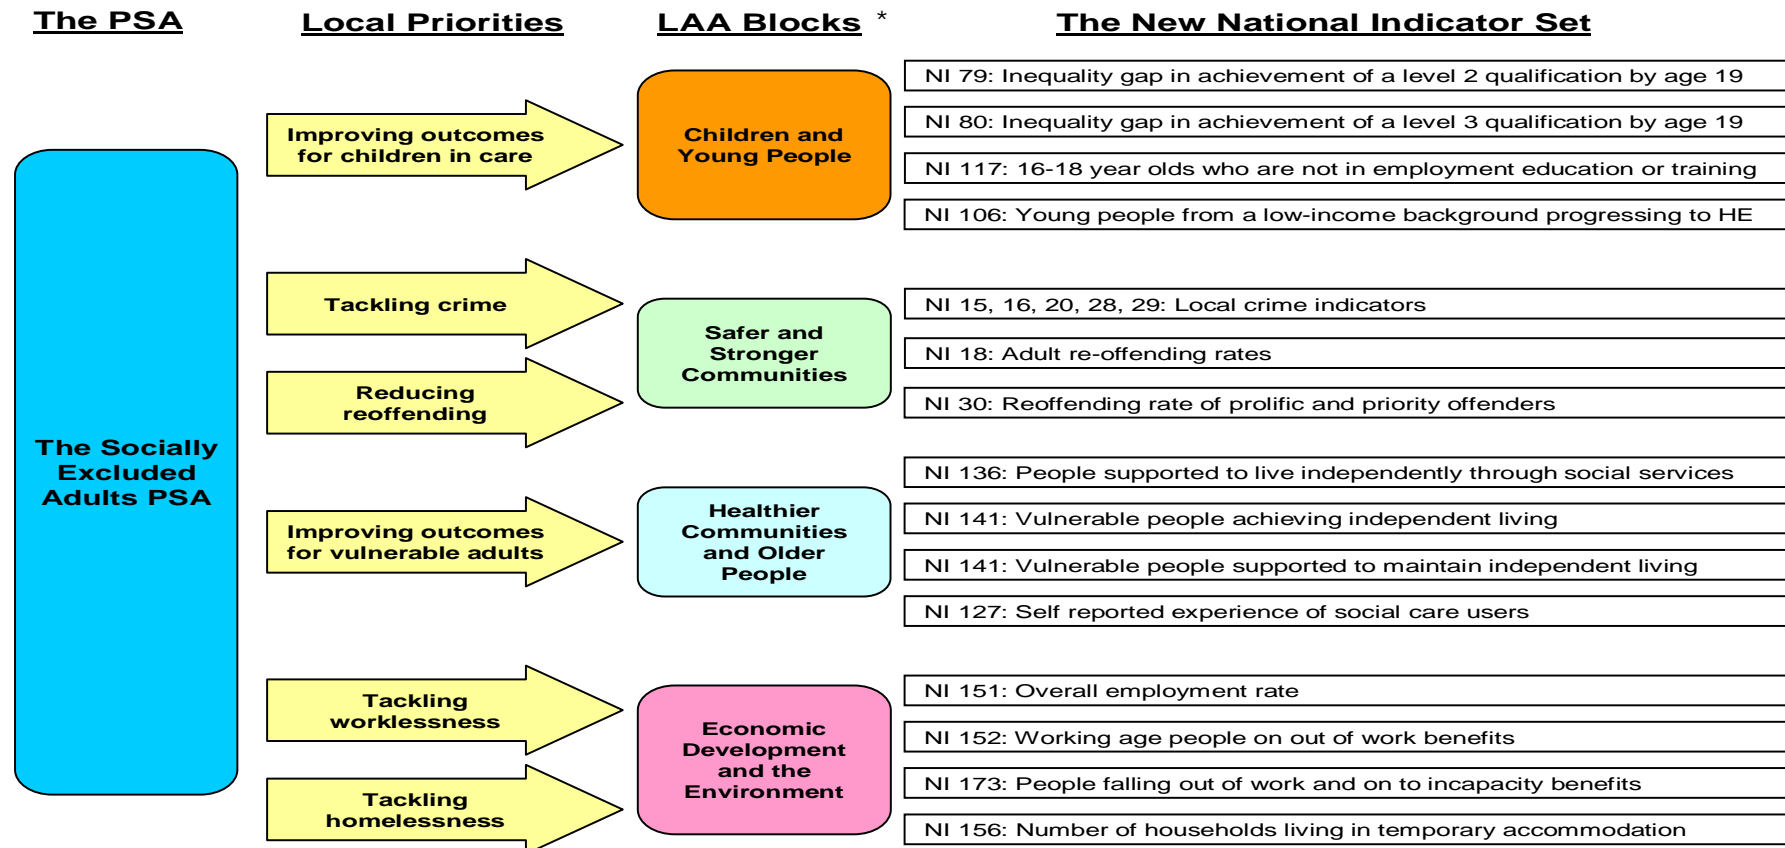 The PSA
Local Priorities
LAA Blocks *
The New National Indicator Set
The Socially
Excluded
Adults PSA
Improving outcomes
for children in care
Children and
Young People
NI 79: Inequality gap in achievement of a level 2 qualification by age 19
NI 80: Inequality gap in achievement of a level 3 qualification by age 19
NI 117: 16-18 year olds who are not in employment education or training
NI 106: Young people from a low-income background progressing to HE
Tackling crime
Reducing
reoffending
Safer and
Stronger
Communities
NI 15, 16, 20, 28, 29: Local crime indicators
NI 18: Adult re-offending rates
NI 30: Reoffending rate of prolific and priority offenders
Improving outcomes
for vulnerable adults
Healthier
Communities
and Older
People
NI 136: People supported to live independently through social services
NI 141: Vulnerable people achieving independent living
NI 141: Vulnerable people supported to maintain independent living
NI 127: Self reported experience of social care users
Tackling
worklessness
Tackling
homelessness
Economic
Development
and the
Environment
NI 151: Overall employment rate
NI 152: Working age people on out of work benefits
NI 173: People falling out of work and on to incapacity benefits
NI 156: Number of households living in temporary accommodation